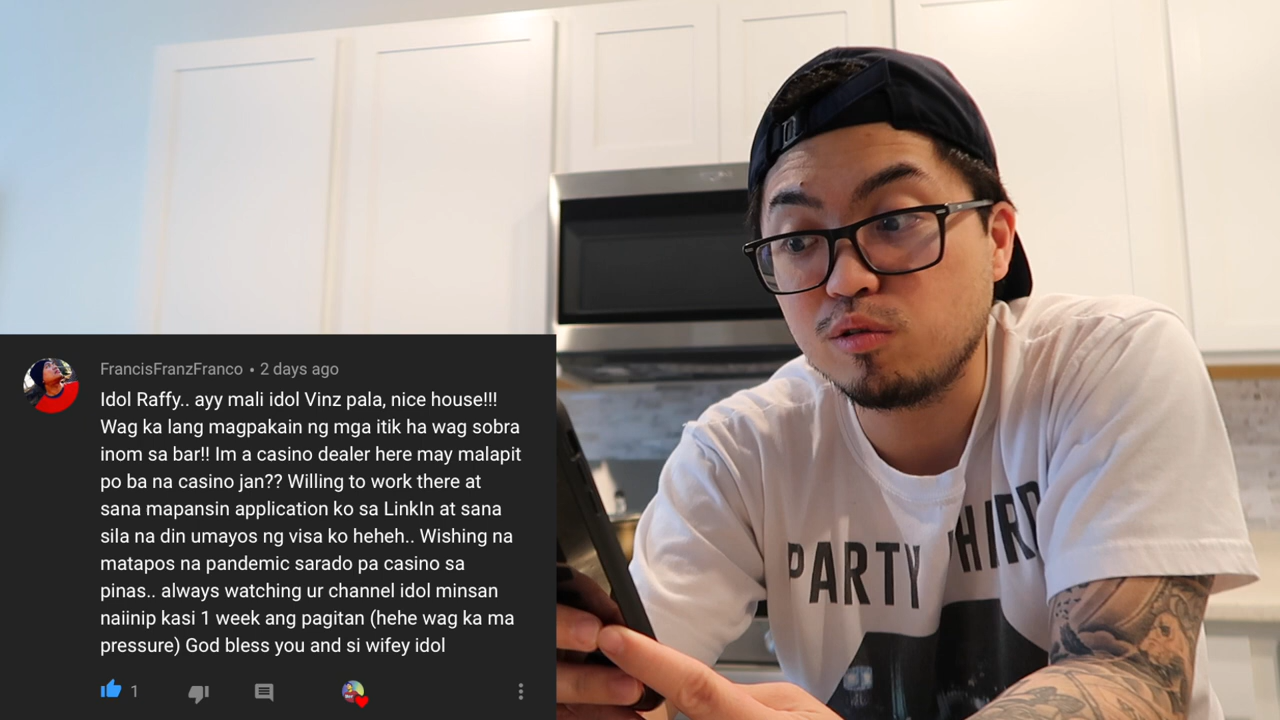 FrancisFranzFranco • 2 days ago
Idol Raffy.. ayy mali idol Vinz pala, nice house!!!
Wag ka lang magpakain ng mga itik ha wag sobra
inom sa bar!! Im a casino dealer here may malapit
po ba na casino jan?? Willing to work there at
sana mapansin application ko sa LinkIn at sana
sila na din umayos ng visa ko heheh.. Wishing na
matapos na pandemic sarado pa casino sa
pinas.. always watching ur channel idol minsan
naiinip kasi 1 week ang pagitan (hehe wag ka ma
pressure) God bless you and si wifey idol
1
PARTY THIRD